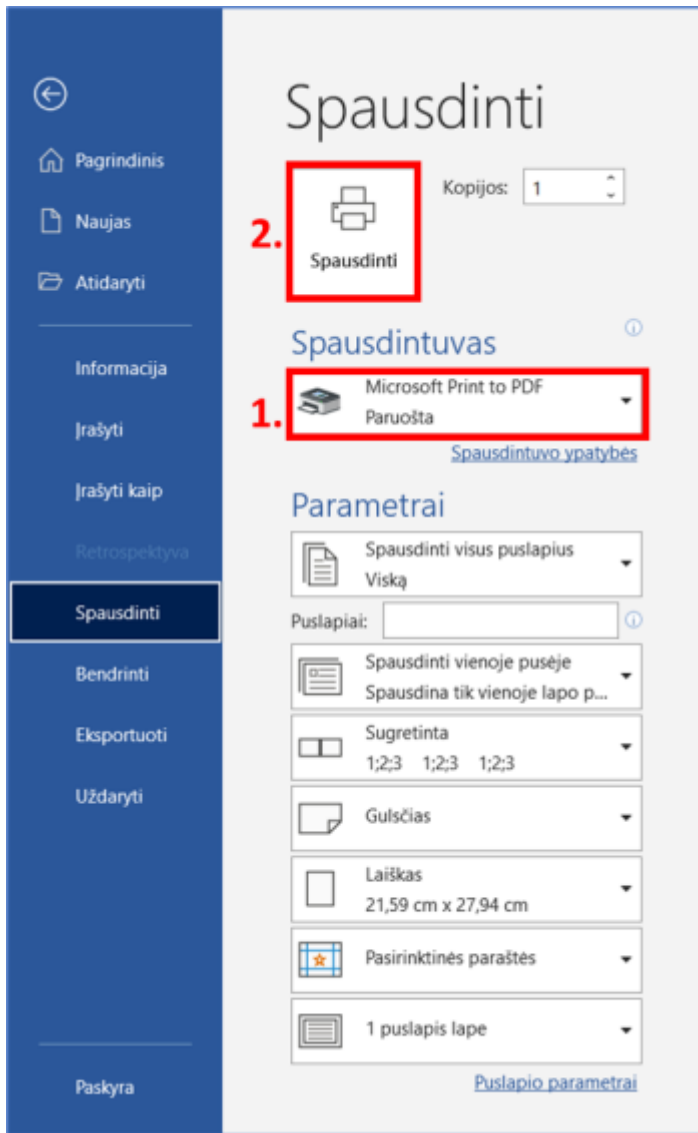 Pagrindinis
Naujas
Atidaryti
Informacija
Įrašyti
Įrašyti kaip
Retrospektyva
Spausdinti
Bendrinti
Eksportuoti
Uždaryti
Paskyra
Spausdinti
2.
Spausdinti
Kopijos: 1
Spausdintuvas
1.
Microsoft Print to PDF
Paruošta
Spausdintuvo ypatybės
Parametrai
Spausdinti visus puslapius
Viską
Puslapiai:
Spausdinti vienoje pusėje
Spausdina tik vienoje lapo p...
Sugretinta
1;2;3 1;2;3 1;2;3
Gulsčias
Laiškas
21,59 cm x 27,94 cm
Pasirinktinės paraštės
1 puslapis lape
Puslapio parametrai